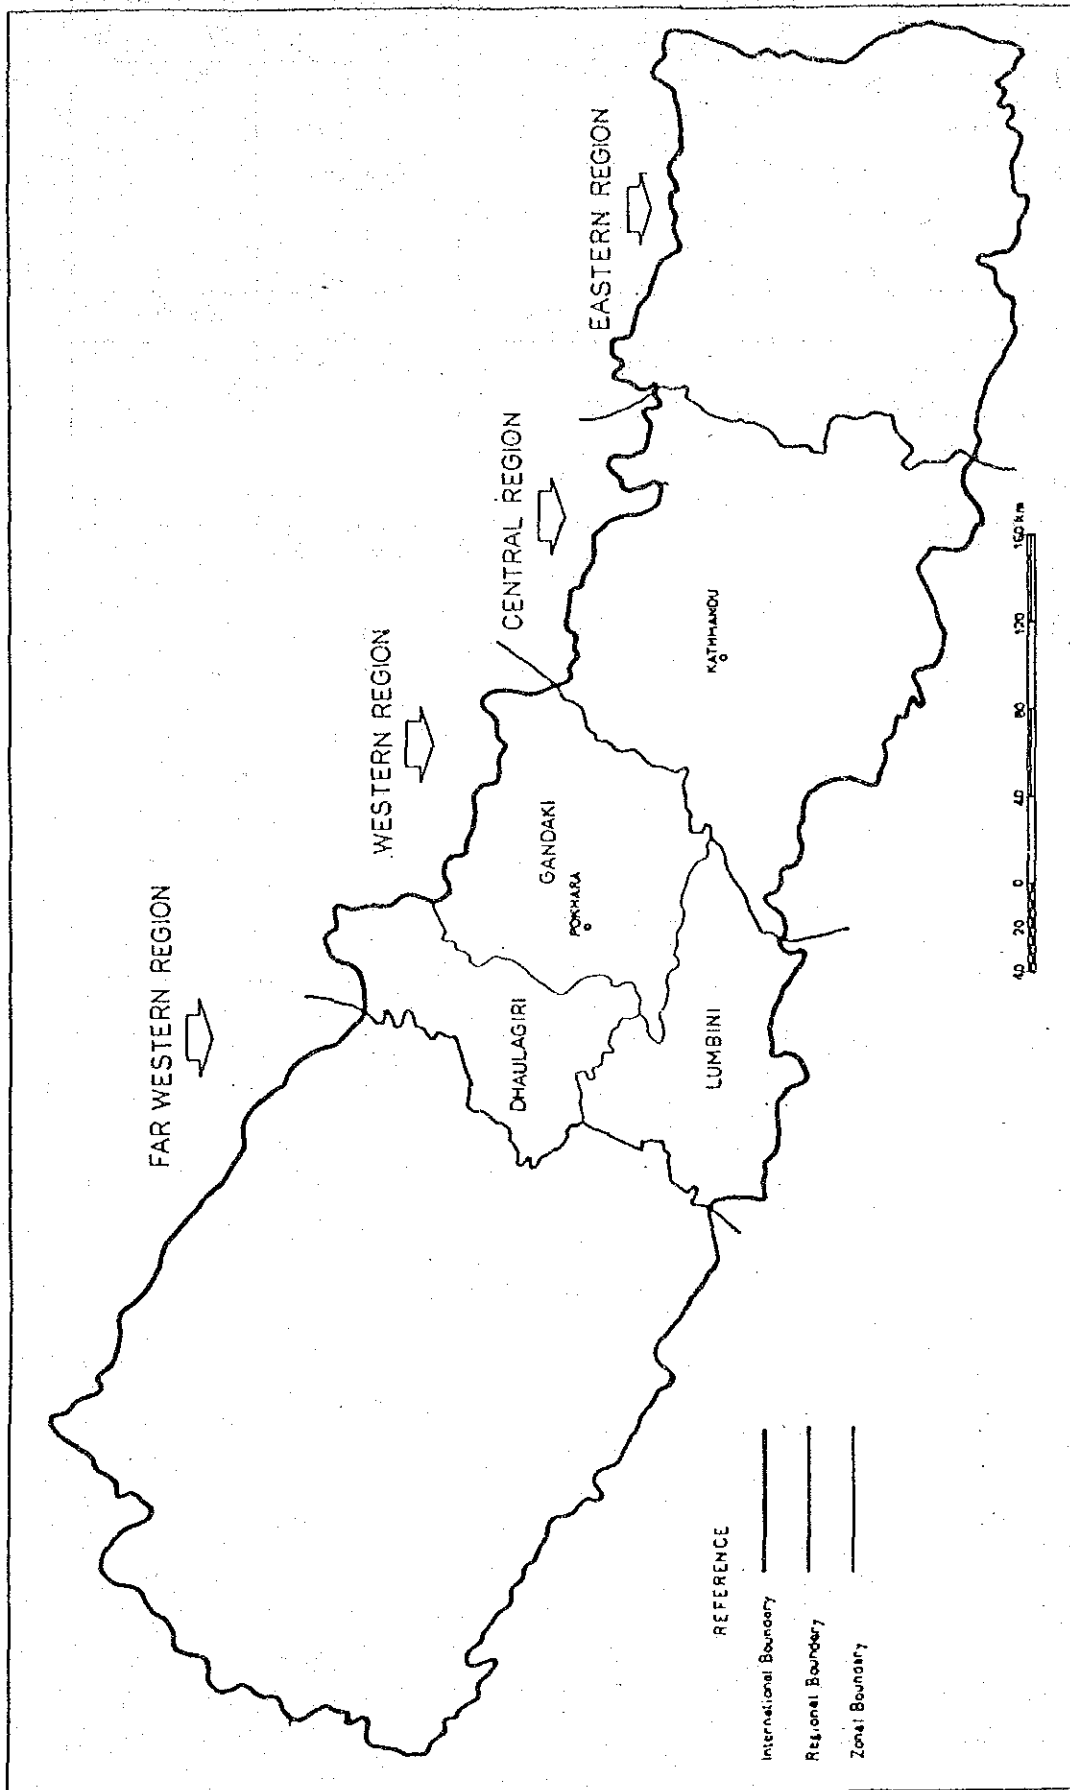 FAR WESTERN REGION
WESTERN REGION
CENTRAL REGION
EASTERN REGION
DHAULAGIRI
GANDAKI
POKHARA
LUMBINI
KATHMANDU
REFERENCE
International Boundary
Regional Boundary
Zonal Boundary
40 20 0 40 80 120 160 km